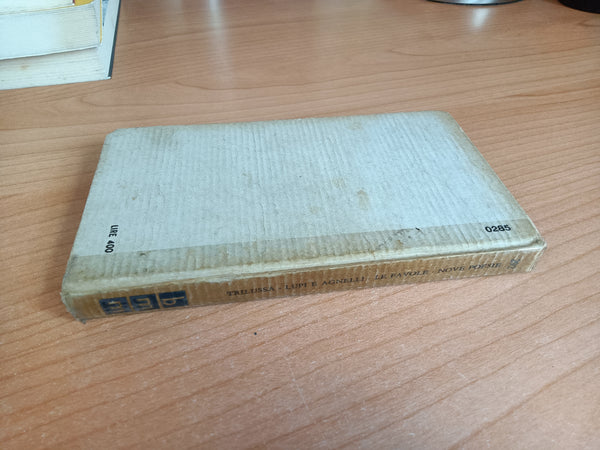 LIRE 400
0285
TRILUSSA - LUPI E AGNELLI - LE FAVOLE - NOVE POESIE